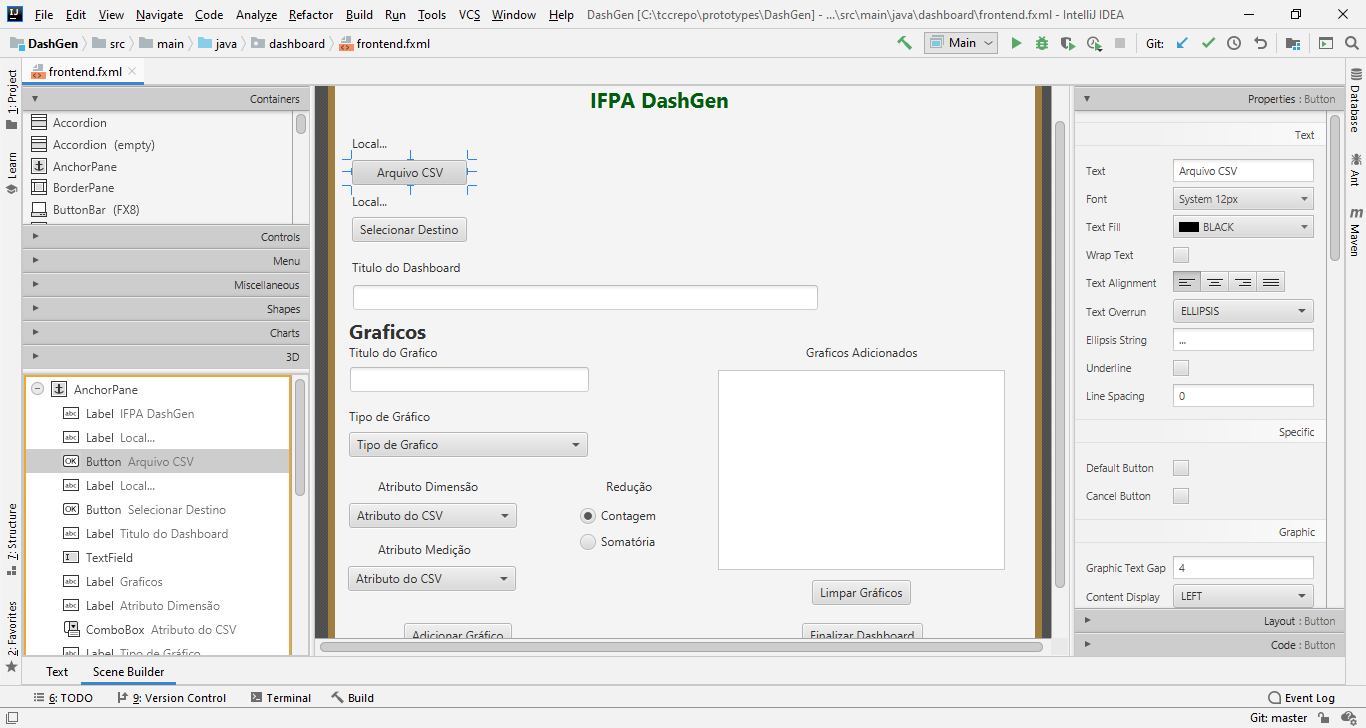 File Edit View Navigate Code Analyze Refactor Build Run Tools VCS Window Help DashGen [C:\tccrepo\prototypes\DashGen] - ...\src\main\java\dashboard\frontend.fxml - IntelliJ IDEA
DashGen src main java dashboard frontend.fxml Main Git:
frontend.fxml
1: Project
Learn
7: Structure
2: Favorites
Containers
Accordion
Accordion (empty)
AnchorPane
BorderPane
ButtonBar (FX8)
Controls
Menu
Miscellaneous
Shapes
Charts
3D
AnchorPane
Label IFPA DashGen
Label Local...
Button Arquivo CSV
Label Local...
Button Selecionar Destino
Label Titulo do Dashboard
TextField
Label Graficos
Label Atributo Dimensão
ComboBox Atributo do CSV
Label Tipo de Gráfico
IFPA DashGen
Local...
Arquivo CSV
Local...
Selecionar Destino
Titulo do Dashboard
Graficos
Titulo do Grafico
Graficos Adicionados
Tipo de Gráfico
Tipo de Grafico
Atributo Dimensão Redução
Atributo do CSV Contagem
Somatória
Atributo Medição
Atributo do CSV
Limpar Gráficos
Adicionar Gráfico Finalizar Dashboard
Properties : Button
Text
Text Arquivo CSV
Font System 12px
Text Fill BLACK
Wrap Text
Text Alignment
Text Overrun ELLIPSIS
Ellipsis String ...
Underline
Line Spacing 0
Specific
Default Button
Cancel Button
Graphic
Graphic Text Gap 4
Content Display LEFT
Layout : Button
Code : Button
Database
Ant
m Maven
Text Scene Builder
6: TODO 9: Version Control Terminal Build Event Log
Git: master